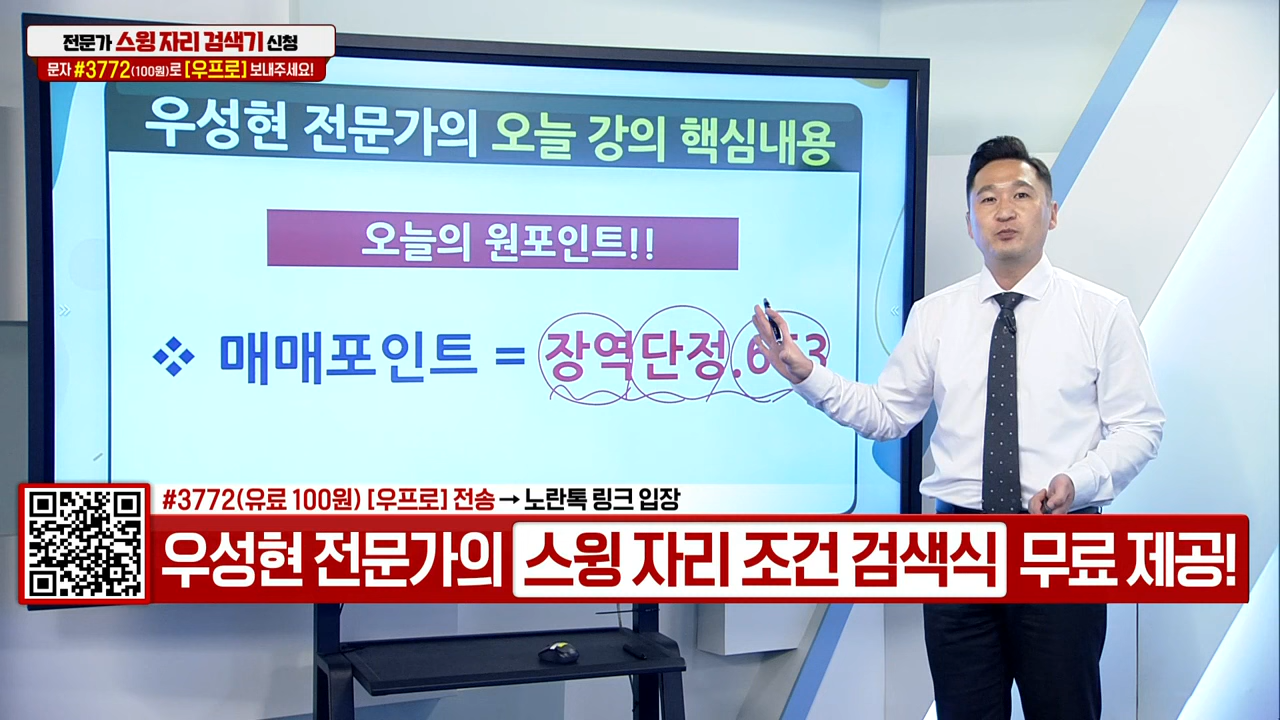 전문가 스윙 자리 검색기 신청
문자 #3772(100원)로 [우프로] 보내주세요!
우성현 전문가의 오늘 강의 핵심내용
오늘의 원포인트!!
❖ 매매포인트 = 장역단정.
#3772(유료 100원) [우프로] 전송 → 노란톡 링크 입장
우성현 전문가의 스윙 자리 조건 검색식 무료 제공!